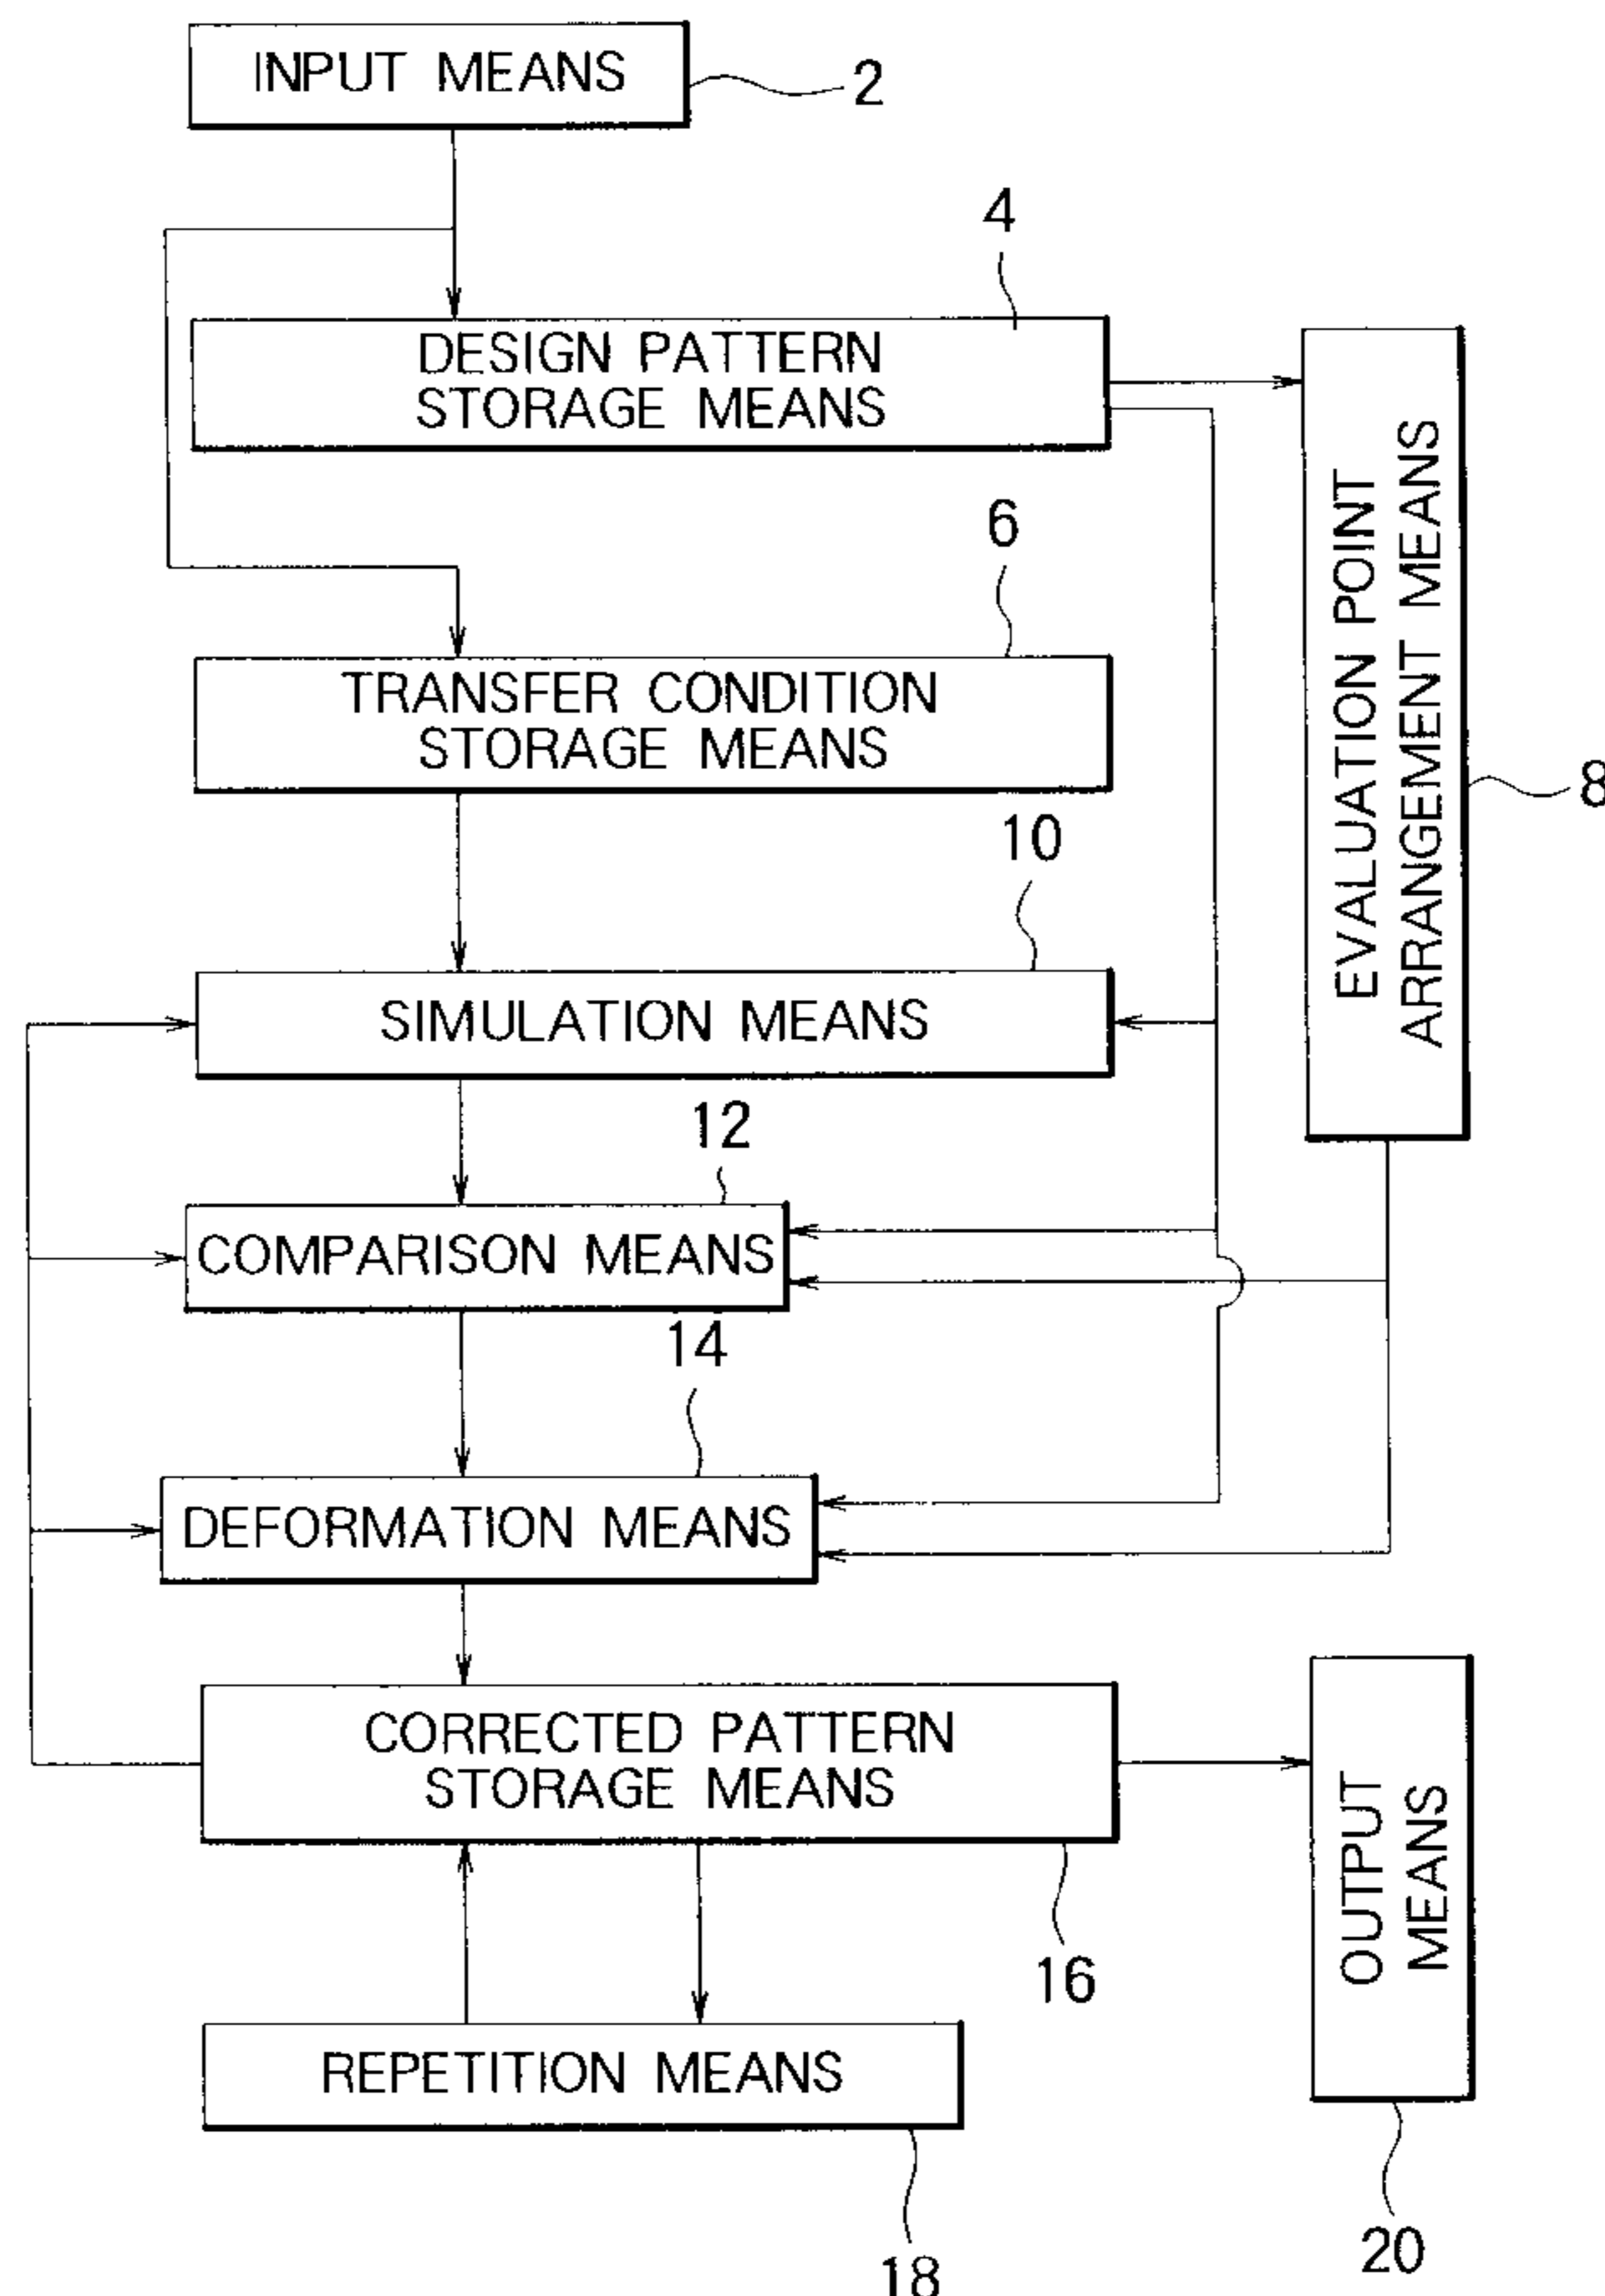 INPUT MEANS
2
4
DESIGN PATTERN
STORAGE MEANS
6
TRANSFER CONDITION
STORAGE MEANS
EVALUATION POINT
ARRANGEMENT MEANS
8
10
SIMULATION MEANS
12
COMPARISON MEANS
14
DEFORMATION MEANS
CORRECTED PATTERN
STORAGE MEANS
16
OUTPUT
MEANS
REPETITION MEANS
18
20